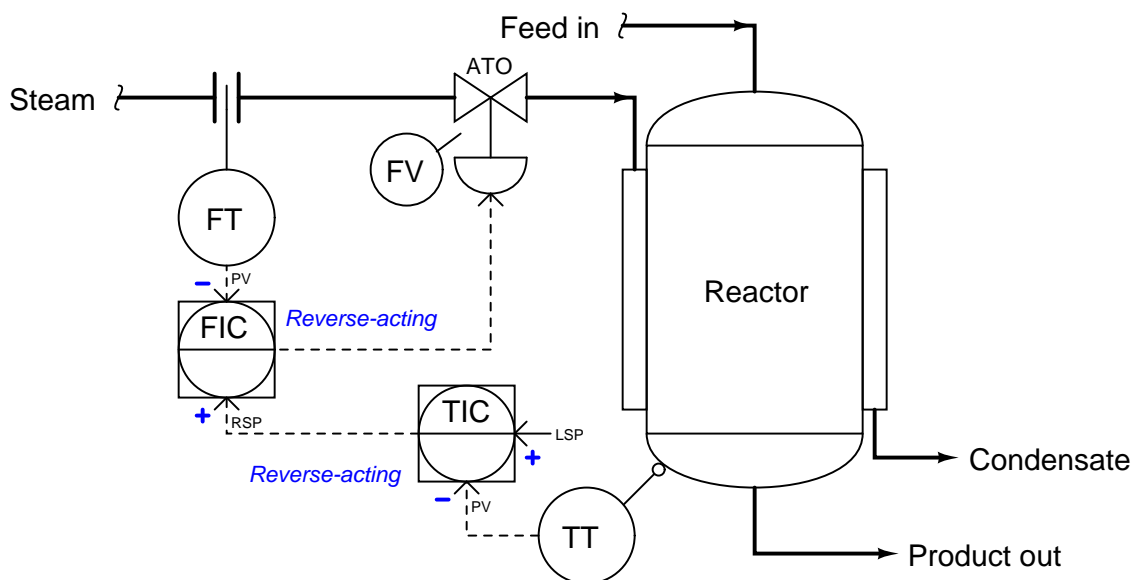 Feed in
ATO
Steam
FV
FT
− PV
Reactor
FIC
Reverse-acting
+ RSP
TIC
LSP
+
Reverse-acting
− PV
Condensate
TT
Product out